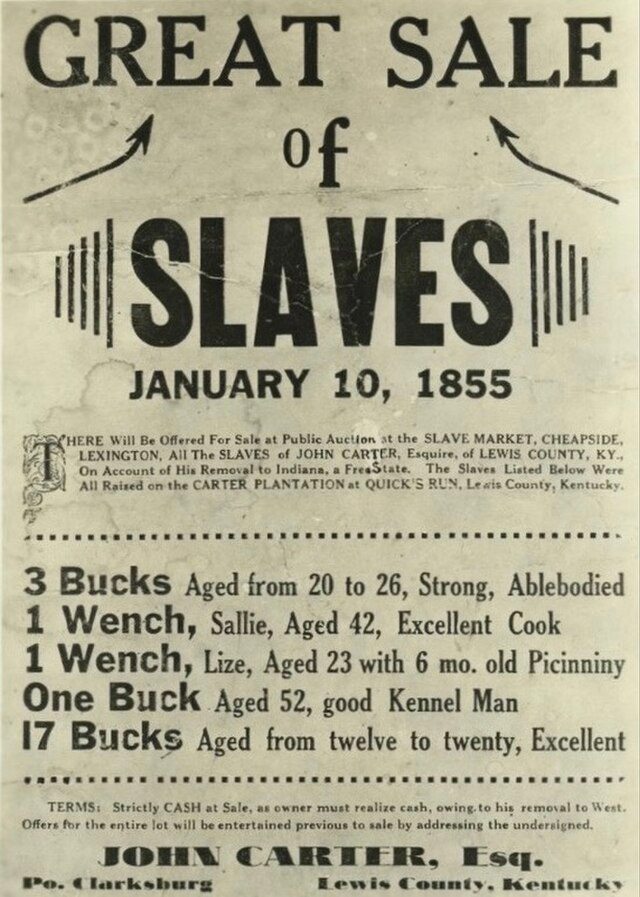 GREAT SALE
of
SLAVES
JANUARY 10, 1855
THERE Will Be Offered For Sale at Public Auction at the SLAVE MARKET, CHEAPSIDE,
LEXINGTON, All The SLAVES of JOHN CARTER, Esquire, of LEWIS COUNTY, KY.,
On Account of His Removal to Indiana, a Free State. The Slaves Listed Below Were
All Raised on the CARTER PLANTATION at QUICK'S RUN, Lewis County, Kentucky.
3 Bucks Aged from 20 to 26, Strong, Ablebodied
1 Wench, Sallie, Aged 42, Excellent Cook
1 Wench, Lize, Aged 23 with 6 mo. old Picinniny
One Buck Aged 52, good Kennel Man
17 Bucks Aged from twelve to twenty, Excellent
TERMS: Strictly CASH at Sale, as owner must realize cash, owing to his removal to West.
Offers for the entire lot will be entertained previous to sale by addressing the undersigned.
JOHN CARTER, Esq.
Po. Clarksburg Lewis County, Kentucky